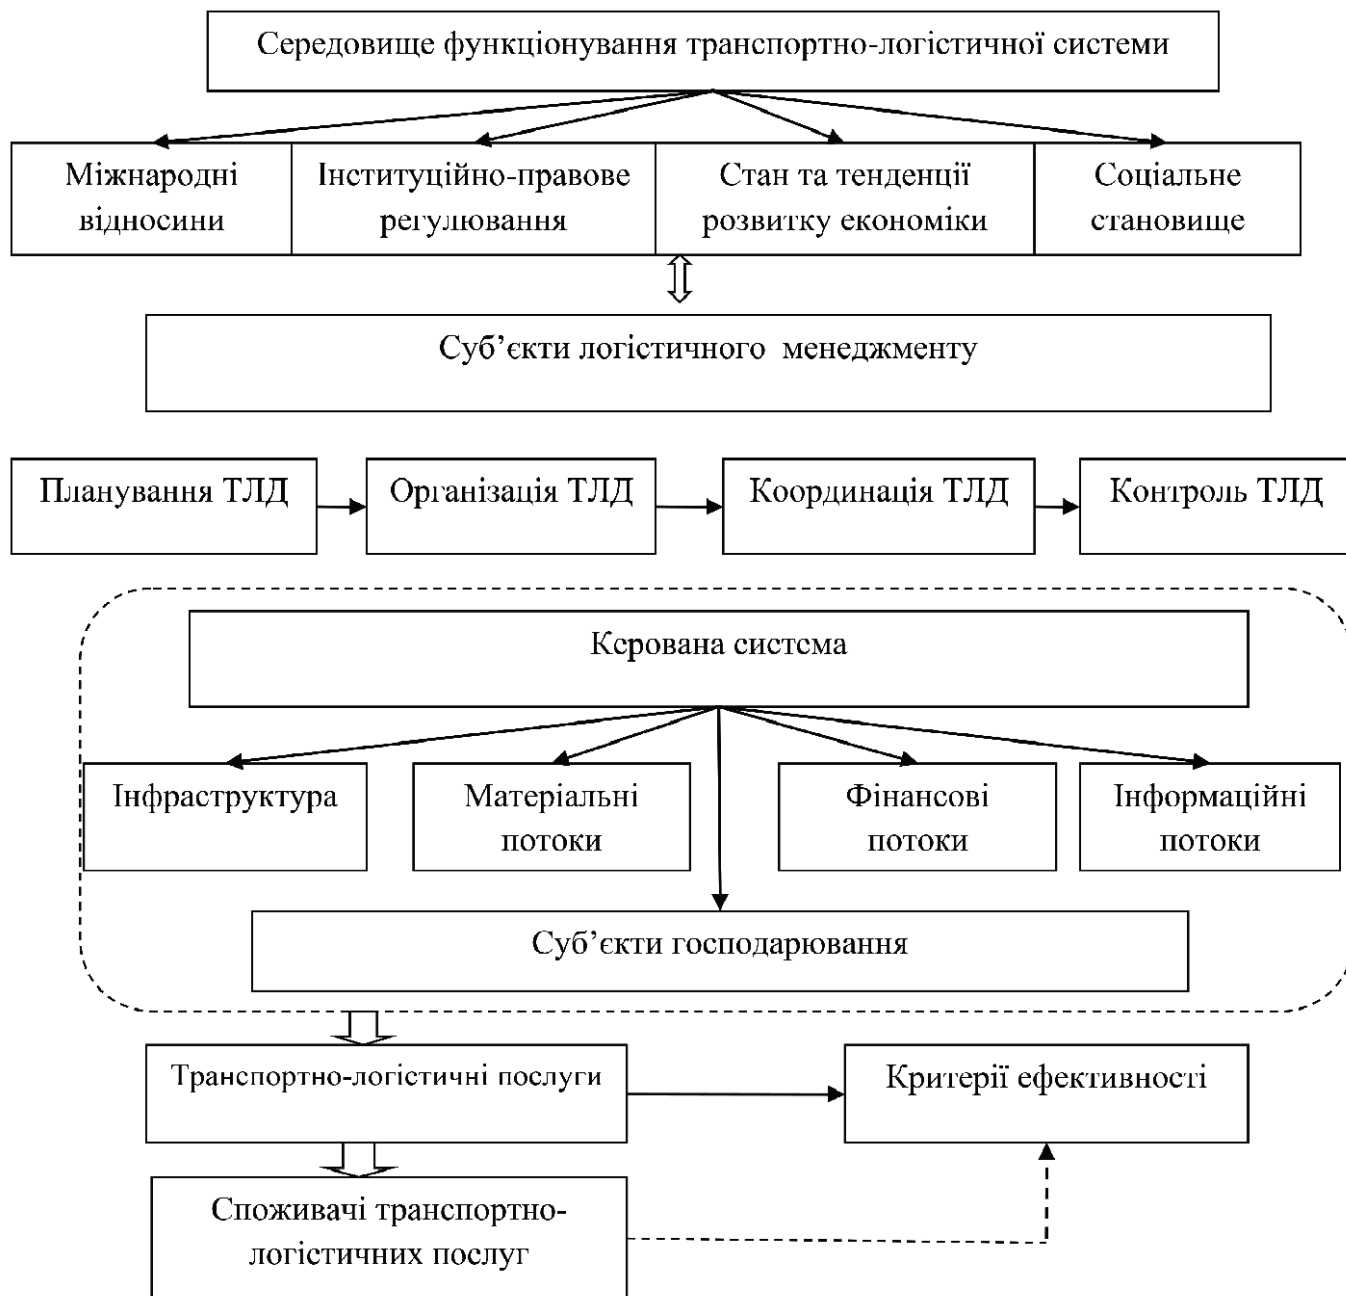 Середовище функціонування транспортно-логістичної системи
Міжнародні
відносини
Інституційно-правове
регулювання
Стан та тенденції
розвитку економіки
Соціальне
становище
Суб’єкти логістичного менеджменту
Планування ТЛД
Організація ТЛД
Координація ТЛД
Контроль ТЛД
Керована система
Інфраструктура
Матеріальні
потоки
Фінансові
потоки
Інформаційні
потоки
Суб’єкти господарювання
Транспортно-логістичні послуги
Критерії ефективності
Споживачі транспортно-
логістичних послуг